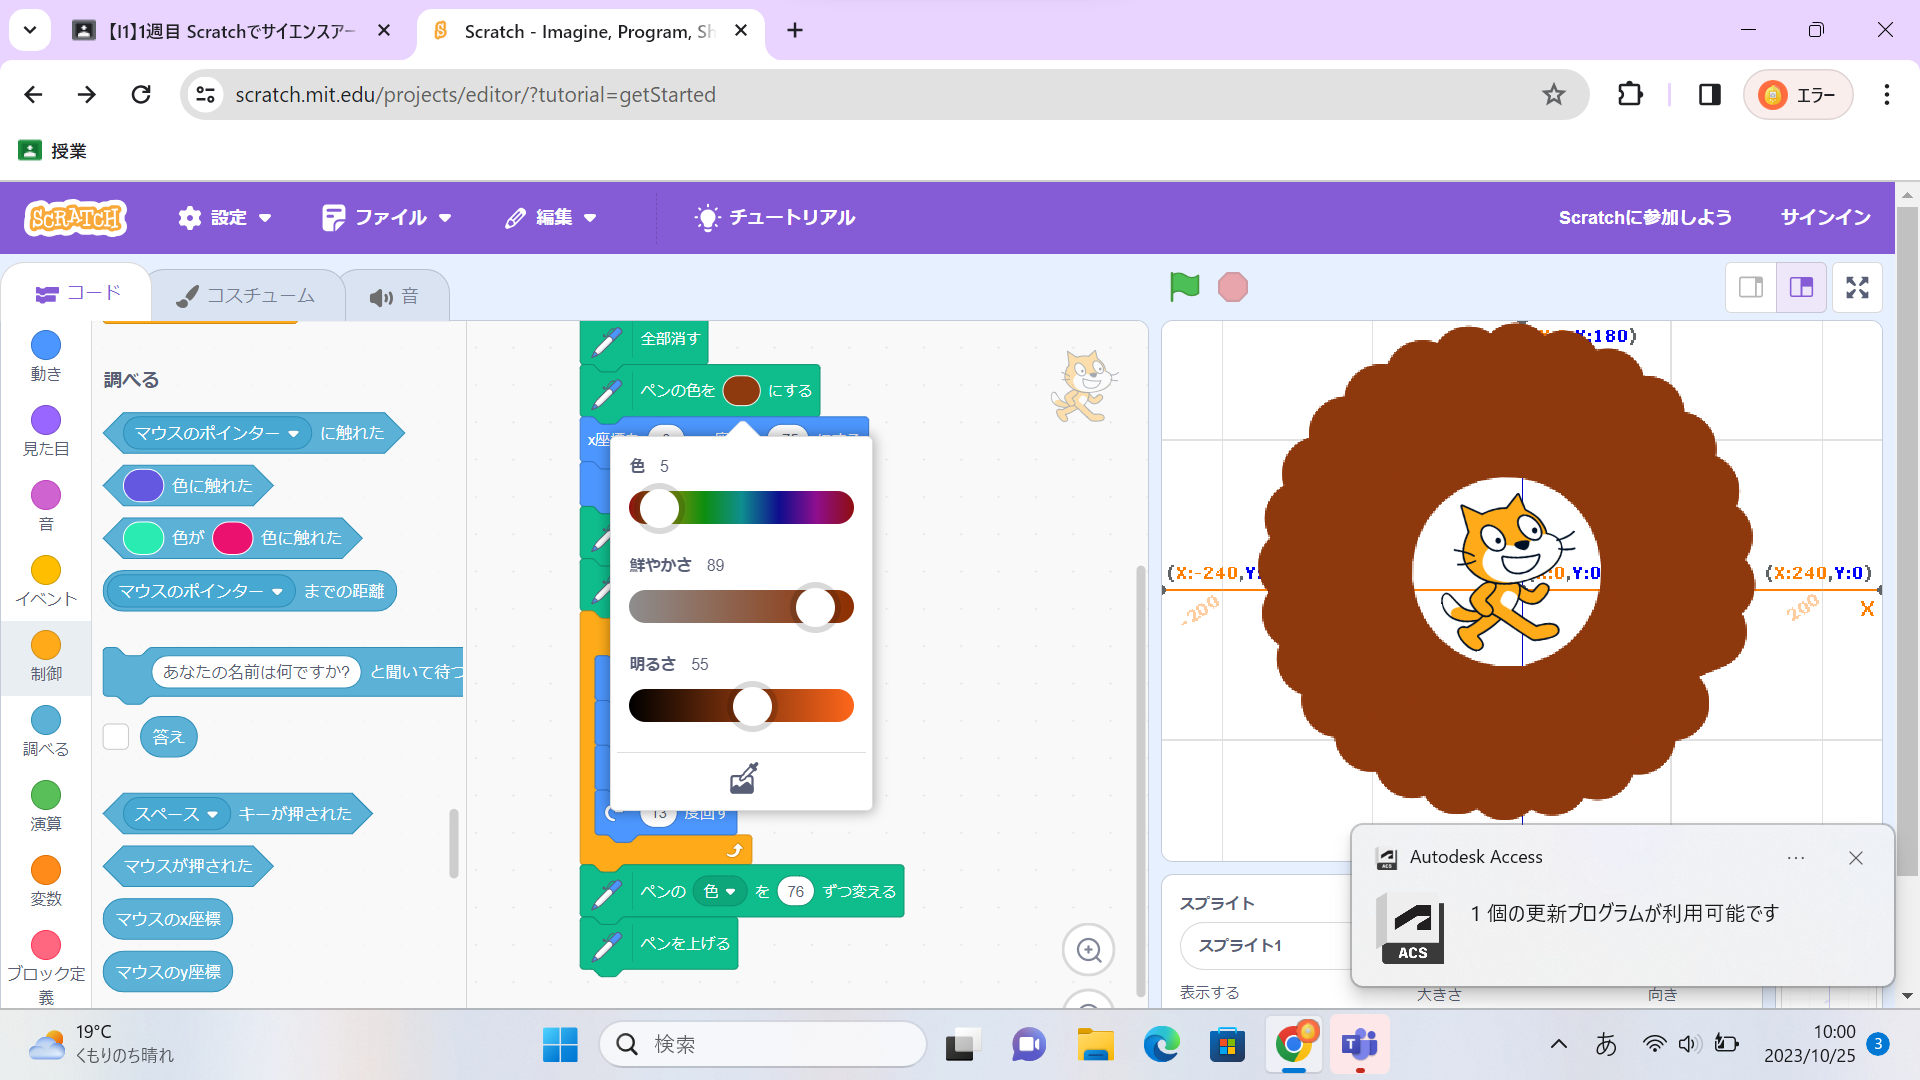 【I1】1週目 Scratchでサイエンスアー
Scratch - Imagine, Program, Sh
scratch.mit.edu/projects/editor/?tutorial=getStarted
エラー
授業
SCRATCH
設定
ファイル
編集
チュートリアル
Scratchに参加しよう
サインイン
コード
コスチューム
音
動き
見た目
音
イベント
制御
調べる
演算
変数
ブロック定義
調べる
マウスのポインター に触れた
色に触れた
色が 色に触れた
マウスのポインター までの距離
あなたの名前は何ですか? と聞いて待つ
答え
スペース キーが押された
マウスが押された
マウスのx座標
マウスのy座標
全部消す
ペンの色を にする
色 5
鮮やかさ 89
明るさ 55
13 度回す
ペンの 色 を 76 ずつ変える
ペンを上げる
:180)
(X:-240,Y:
:0,Y:0
(X:240,Y:0)
-200
200
X
スプライト
スプライト1
表示する
大きさ
向き
Autodesk Access
1 個の更新プログラムが利用可能です
ACS
19°C
くもりのち晴れ
検索
あ
10:00
2023/10/25
3